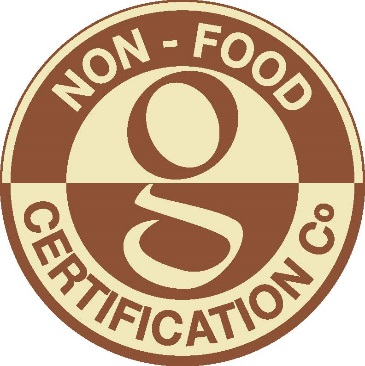 NON - FOOD
g
CERTIFICATION Co